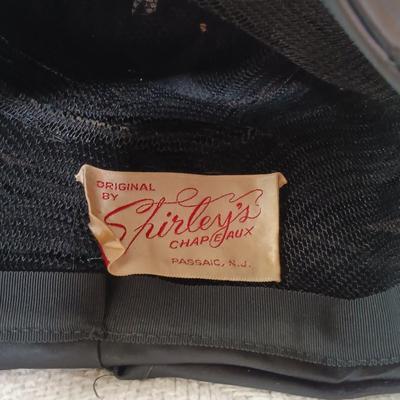 ORIGINAL
BY
Shirley's
CHAPEAUX
PASSAIC, N.J.